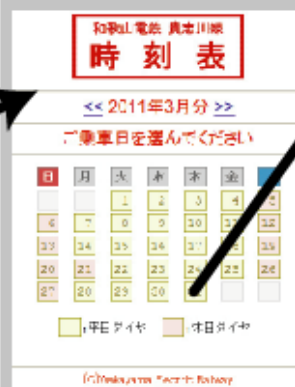 和歌山電鉄 貴志川線
時刻表
<< 2011年3月分 >>
ご乗車日を選んでください
日 月 火 水 木 金
1 2 3 4 5
6 7 8 9 10 11 12
13 14 15 16 17 18 19
20 21 22 23 24 25 26
27 28 29 30
:平日ダイヤ :休日ダイヤ
(C)Wakayama Electric Railway